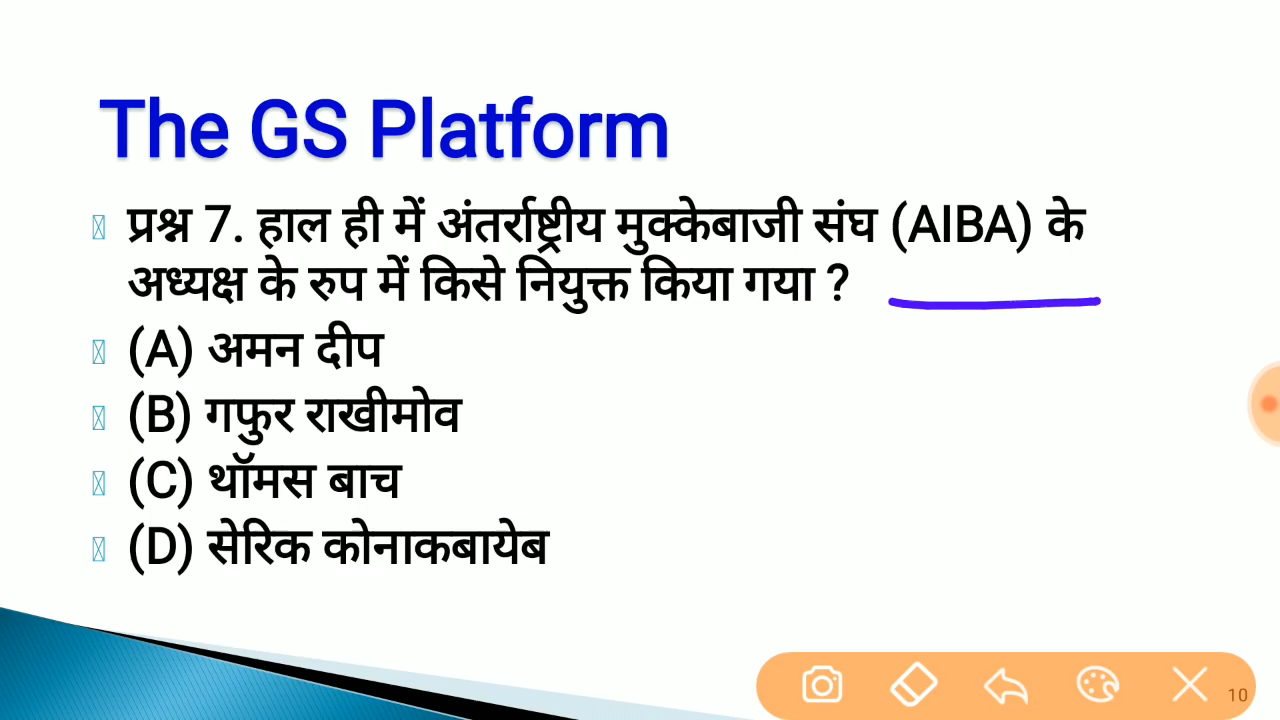 The GS Platform
प्रश्न 7. हाल ही में अंतर्राष्ट्रीय मुक्केबाजी संघ (AIBA) के
अध्यक्ष के रुप में किसे नियुक्त किया गया ?
(A) अमन दीप
(B) गफुर राखीमोव
(C) थॉमस बाच
(D) सेरिक कोनाकबायेब
10